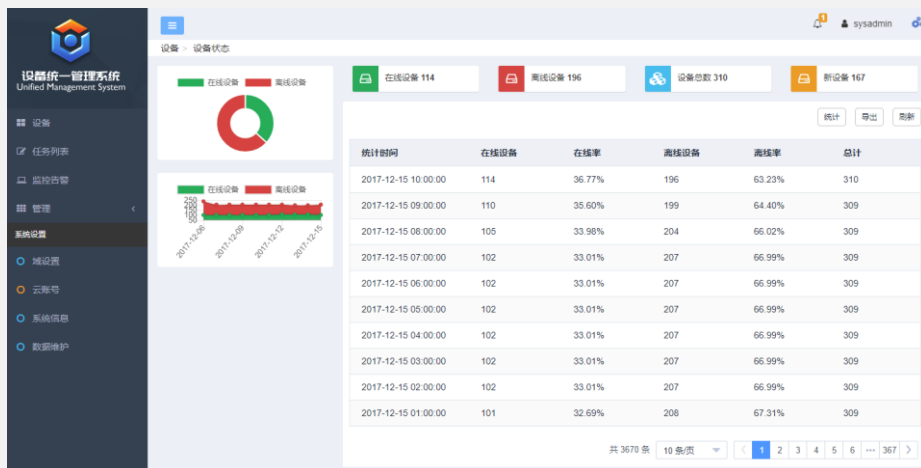 1
sysadmin
设备 > 设备状态
设备统一管理系统
Unified Management System
设备
任务列表
监控告警
管理
系统设置
域设置
云账号
系统信息
数据维护
在线设备 离线设备
在线设备 离线设备
250
200
150
100
50
2017-12-06 2017-12-09 2017-12-12 2017-12-15
在线设备 114 离线设备 196 设备总数 310 新设备 167
统计 导出 刷新
统计时间 在线设备 在线率 离线设备 离线率 总计
2017-12-15 10:00:00 114 36.77% 196 63.23% 310
2017-12-15 09:00:00 110 35.60% 199 64.40% 309
2017-12-15 08:00:00 105 33.98% 204 66.02% 309
2017-12-15 07:00:00 102 33.01% 207 66.99% 309
2017-12-15 06:00:00 102 33.01% 207 66.99% 309
2017-12-15 05:00:00 102 33.01% 207 66.99% 309
2017-12-15 04:00:00 102 33.01% 207 66.99% 309
2017-12-15 03:00:00 102 33.01% 207 66.99% 309
2017-12-15 02:00:00 102 33.01% 207 66.99% 309
2017-12-15 01:00:00 101 32.69% 208 67.31% 309
共 3670 条 10 条/页 < 1 2 3 4 5 6 ··· 367 >